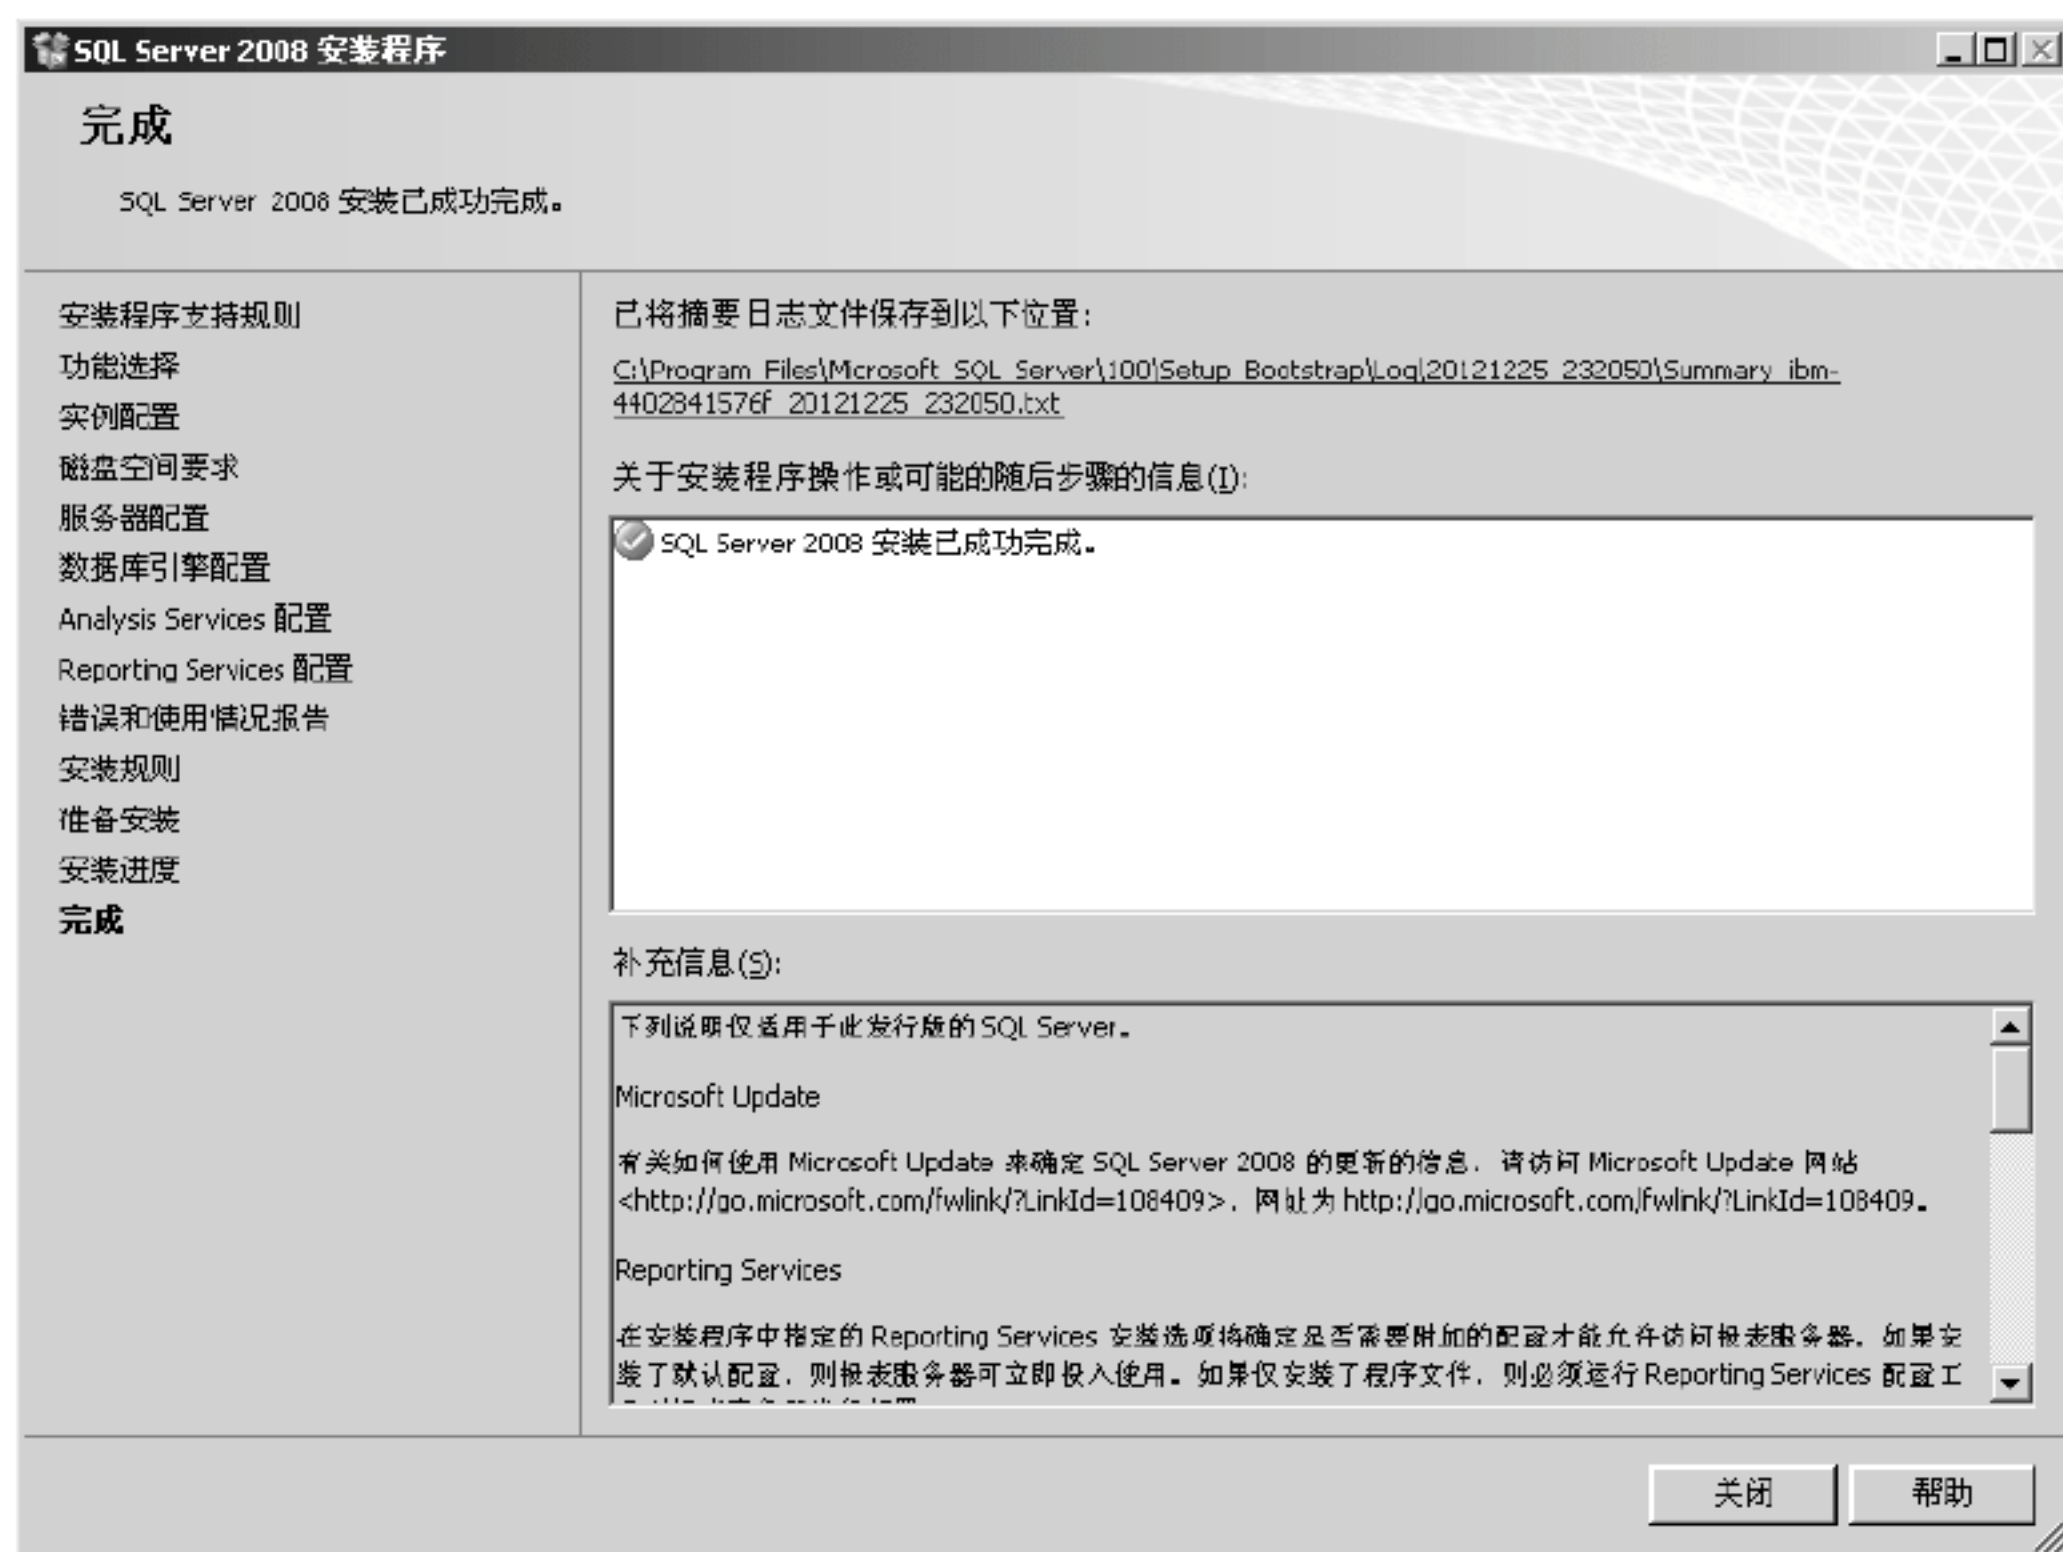 SQL Server 2008 安装程序
完成
SQL Server 2008 安装已成功完成。
安装程序支持规则
功能选择
实例配置
磁盘空间要求
服务器配置
数据库引擎配置
Analysis Services 配置
Reporting Services 配置
错误和使用情况报告
安装规则
准备安装
安装进度
完成
已将摘要日志文件保存到以下位置:
C:\Program Files\Microsoft SQL Server\100\Setup Bootstrap\Log\20121225_232050\Summary_ibm-
4402841576f_20121225_232050.txt
关于安装程序操作或可能的随后步骤的信息(I):
SQL Server 2008 安装已成功完成。
补充信息(S):
下列说明仅适用于此发行版的 SQL Server。
Microsoft Update
有关如何使用 Microsoft Update 来确定 SQL Server 2008 的更新的信息，请访问 Microsoft Update 网站
<http://go.microsoft.com/fwlink/?LinkId=108409>，网址为 http://go.microsoft.com/fwlink/?LinkId=108409。
Reporting Services
在安装程序中指定的 Reporting Services 安装选项将确定是否需要附加的配置才能允许访问报表服务器。如果安
装了默认配置，则报表服务器可立即投入使用。如果仅安装了程序文件，则必须运行 Reporting Services 配置工
关闭
帮助